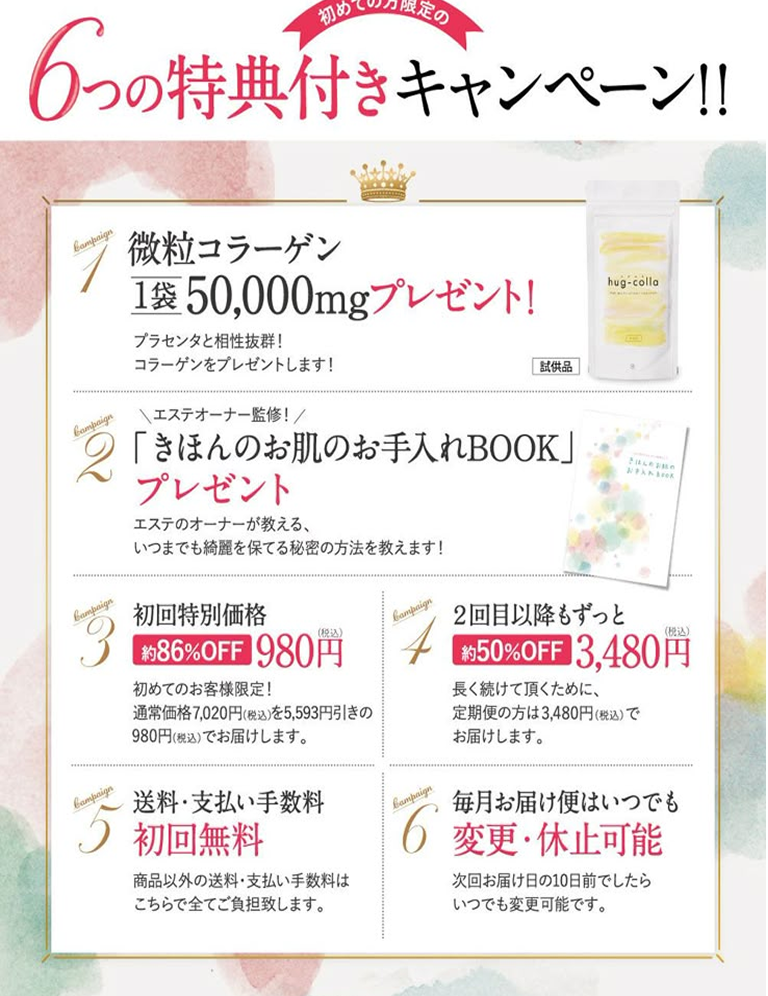 初めての方限定の
6つの特典付きキャンペーン!!
Campaign
1
微粒コラーゲン
1袋 50,000mgプレゼント!
プラセンタと相性抜群!
コラーゲンをプレゼントします!
hug-colla
試供品
Campaign
2
\エステオーナー監修!/
「きほんのお肌のお手入れBOOK」
プレゼント
エステのオーナーが教える、
いつまでも綺麗を保てる秘密の方法を教えます!
きほんのお肌の
お手入れBOOK
Campaign
3
初回特別価格
約86%OFF 980円(税込)
初めてのお客様限定!
通常価格7,020円(税込)を5,593円引きの
980円(税込)でお届けします。
Campaign
4
2回目以降もずっと
約50%OFF 3,480円(税込)
長く続けて頂くために、
定期便の方は3,480円(税込)で
お届けします。
Campaign
5
送料・支払い手数料
初回無料
商品以外の送料・支払い手数料は
こちらで全てご負担致します。
Campaign
6
毎月お届け便はいつでも
変更・休止可能
次回お届け日の10日前でしたら
いつでも変更可能です。